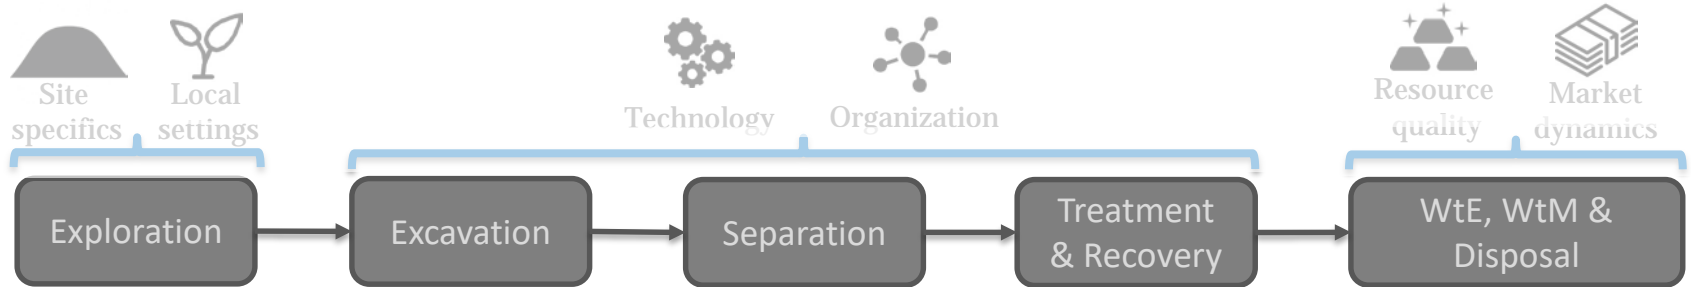 Site
specifics
Local
settings
Technology
Organization
Resource
quality
Market
dynamics
Exploration
Excavation
Separation
Treatment
& Recovery
WtE, WtM &
Disposal